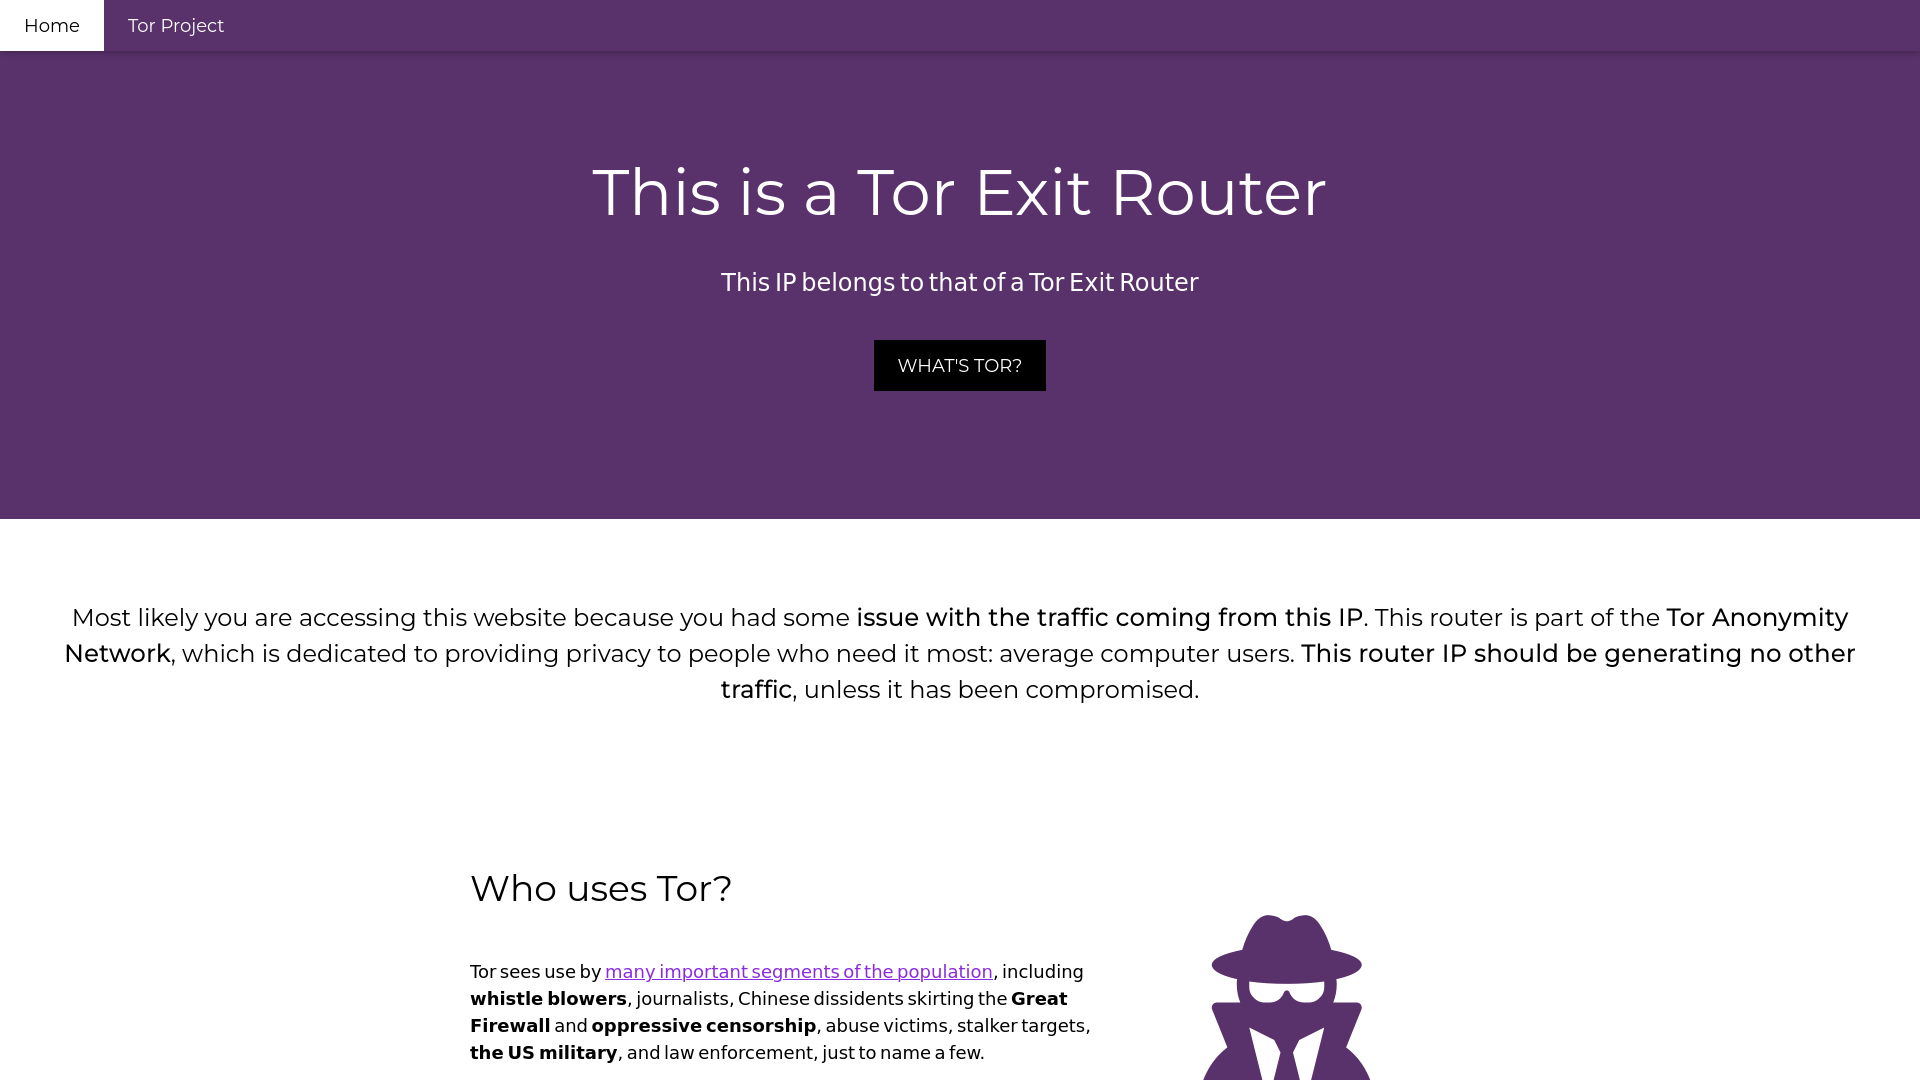 Home
Tor Project
This is a Tor Exit Router
This IP belongs to that of a Tor Exit Router
WHAT'S TOR?
Most likely you are accessing this website because you had some issue with the traffic coming from this IP. This router is part of the Tor Anonymity
Network, which is dedicated to providing privacy to people who need it most: average computer users. This router IP should be generating no other
traffic, unless it has been compromised.
Who uses Tor?
Tor sees use by many important segments of the population, including
whistle blowers, journalists, Chinese dissidents skirting the Great
Firewall and oppressive censorship, abuse victims, stalker targets,
the US military, and law enforcement, just to name a few.